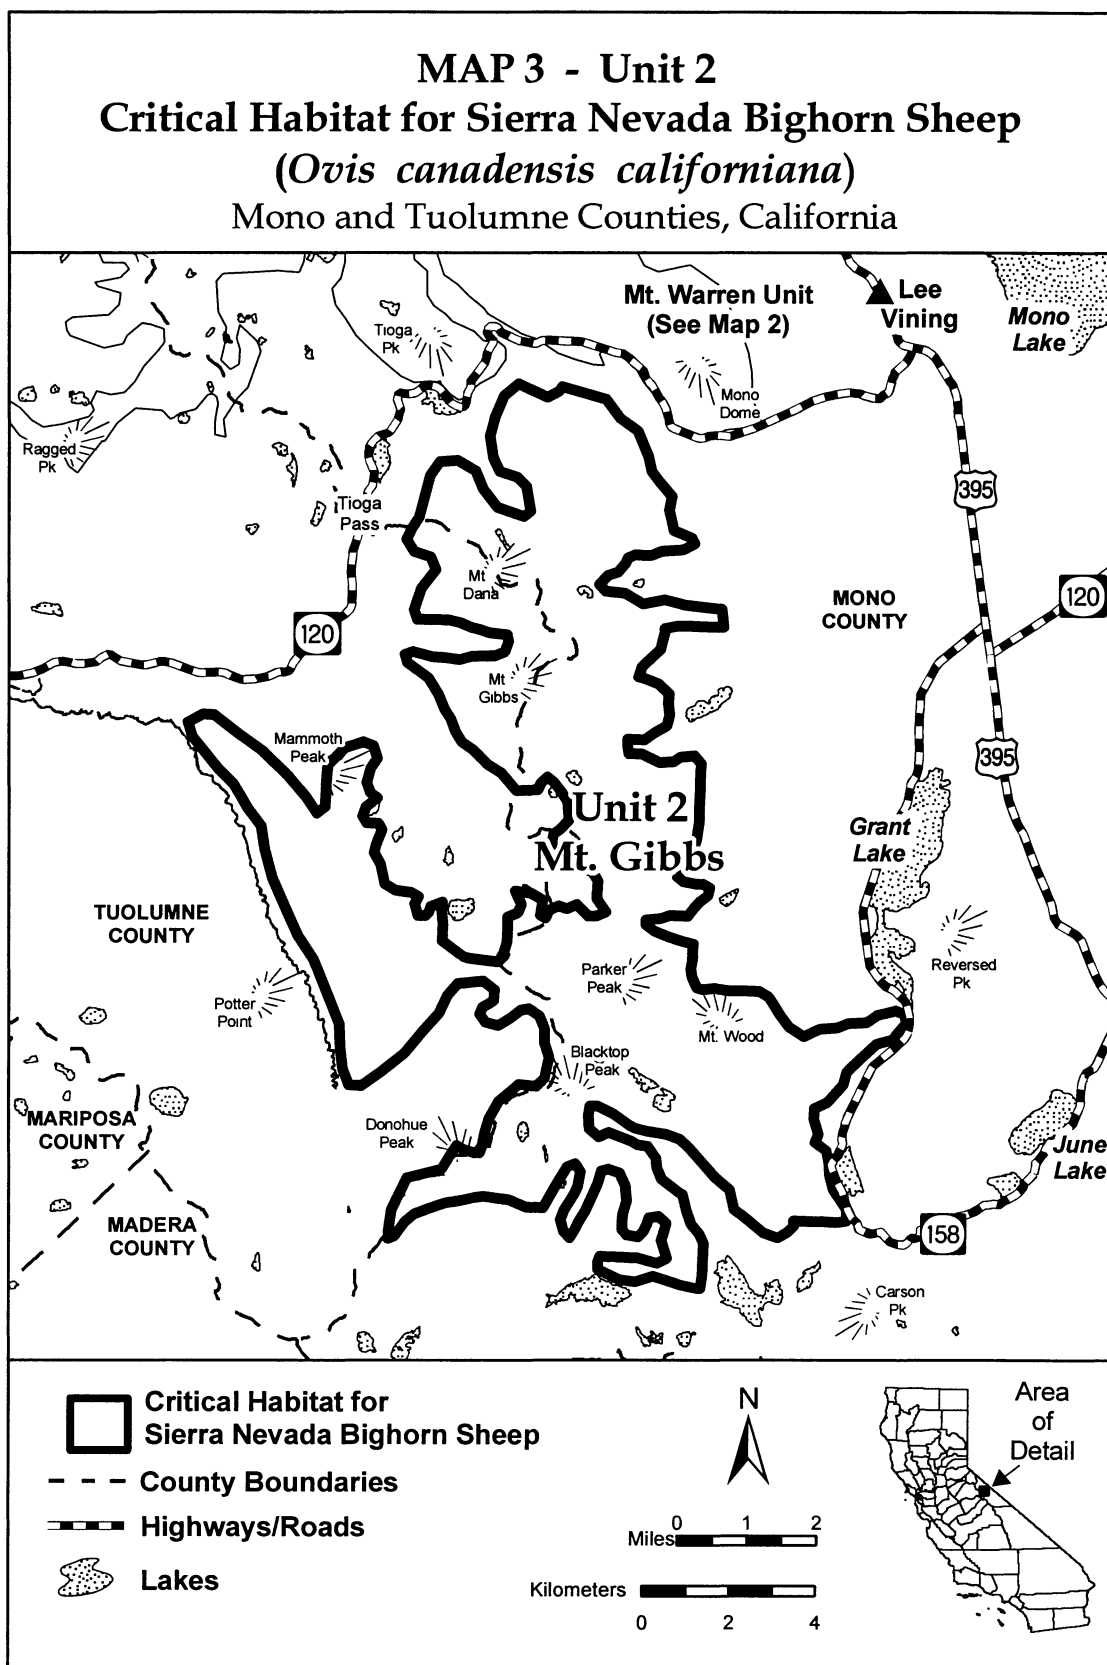 MAP 3 - Unit 2
Critical Habitat for Sierra Nevada Bighorn Sheep
(Ovis canadensis californiana)
Mono and Tuolumne Counties, California
Mt. Warren Unit
(See Map 2)
Lee
Vining
Mono
Lake
Tioga
Pk
Mono
Dome
Ragged
Pk
395
Tioga
Pass
Mt
Dana
MONO
COUNTY
120
120
Mt
Gibbs
Mammoth
Peak
395
Unit 2
Mt. Gibbs
Grant
Lake
TUOLUMNE
COUNTY
Parker
Peak
Reversed
Pk
Potter
Point
Mt. Wood
Blacktop
Peak
MARIPOSA
COUNTY
Donohue
Peak
June
Lake
MADERA
COUNTY
158
Carson
Pk
Critical Habitat for
Sierra Nevada Bighorn Sheep
County Boundaries
Highways/Roads
Lakes
N
0 1 2
Miles
Kilometers
0 2 4
Area
of
Detail